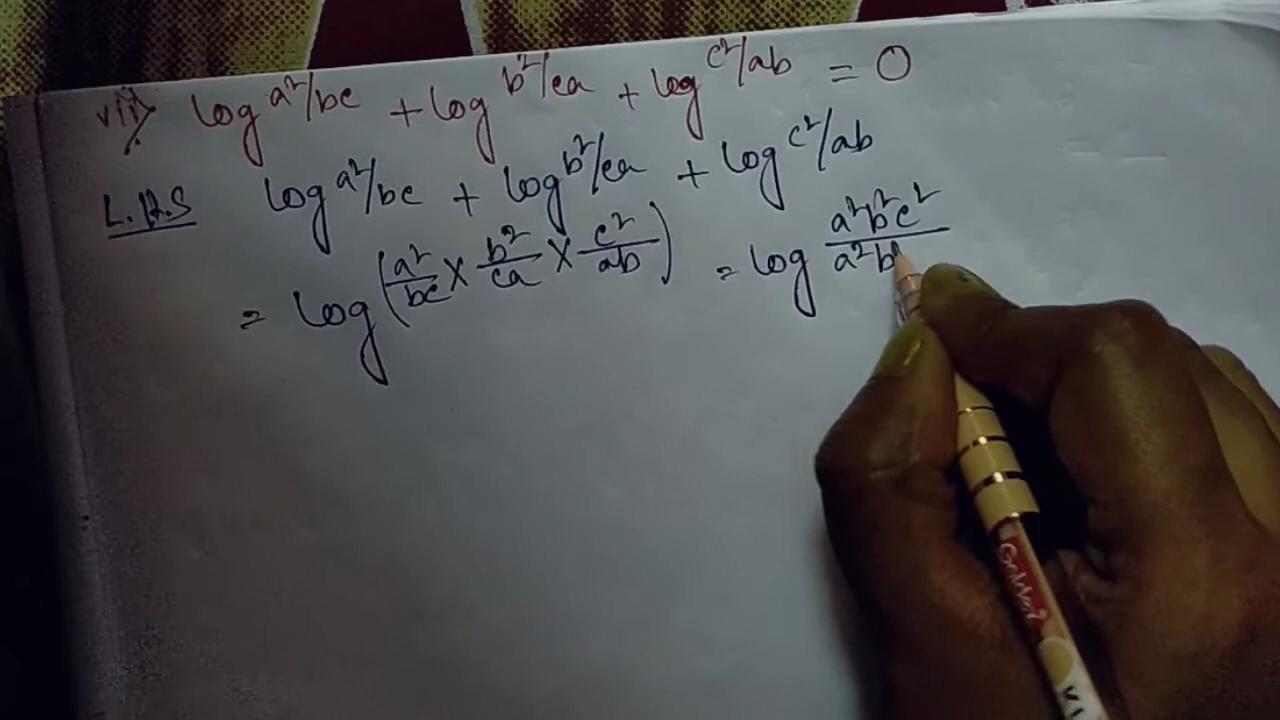 vii) log a²/bc + log b²/ca + log c²/ab = 0
L.H.S log a²/bc + log b²/ca + log c²/ab
= log(a²/bc X b²/ca X c²/ab) = log a²b²c²/a²b